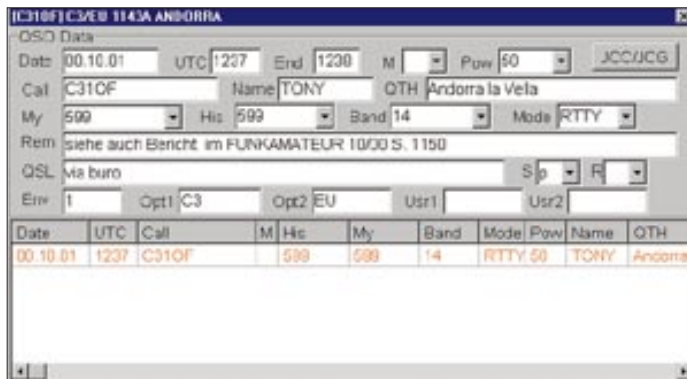 [C31OF] C3/EU 1143A ANDORRA
QSO Data
Date 00.10.01 UTC 1237 End 1238 M Pow 50 JCC/JCG
Call C31OF Name TONY QTH Andorra la Vella
My 599 His 599 Band 14 Mode RTTY
Rem siehe auch Bericht im FUNKAMATEUR 10/00 S. 1150
QSL via buro S p R
Env 1 Opt1 C3 Opt2 EU Usr1 Usr2
Date UTC Call M His My Band Mode Pow Name QTH
00.10.01 1237 C31OF 599 599 14 RTTY 50 TONY Andorra